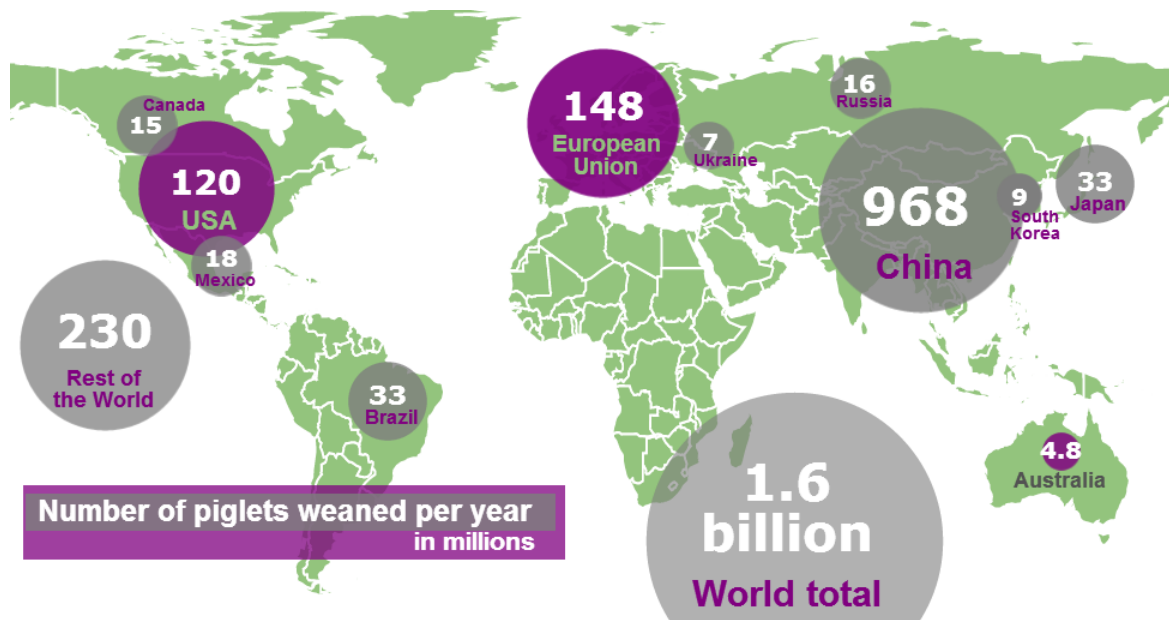 Canada
15
120
USA
18
Mexico
230
Rest of
the World
33
Brazil
148
European
Union
7
Ukraine
16
Russia
968
China
9
South
Korea
33
Japan
4.8
Australia
1.6
billion
World total
Number of piglets weaned per year
in millions